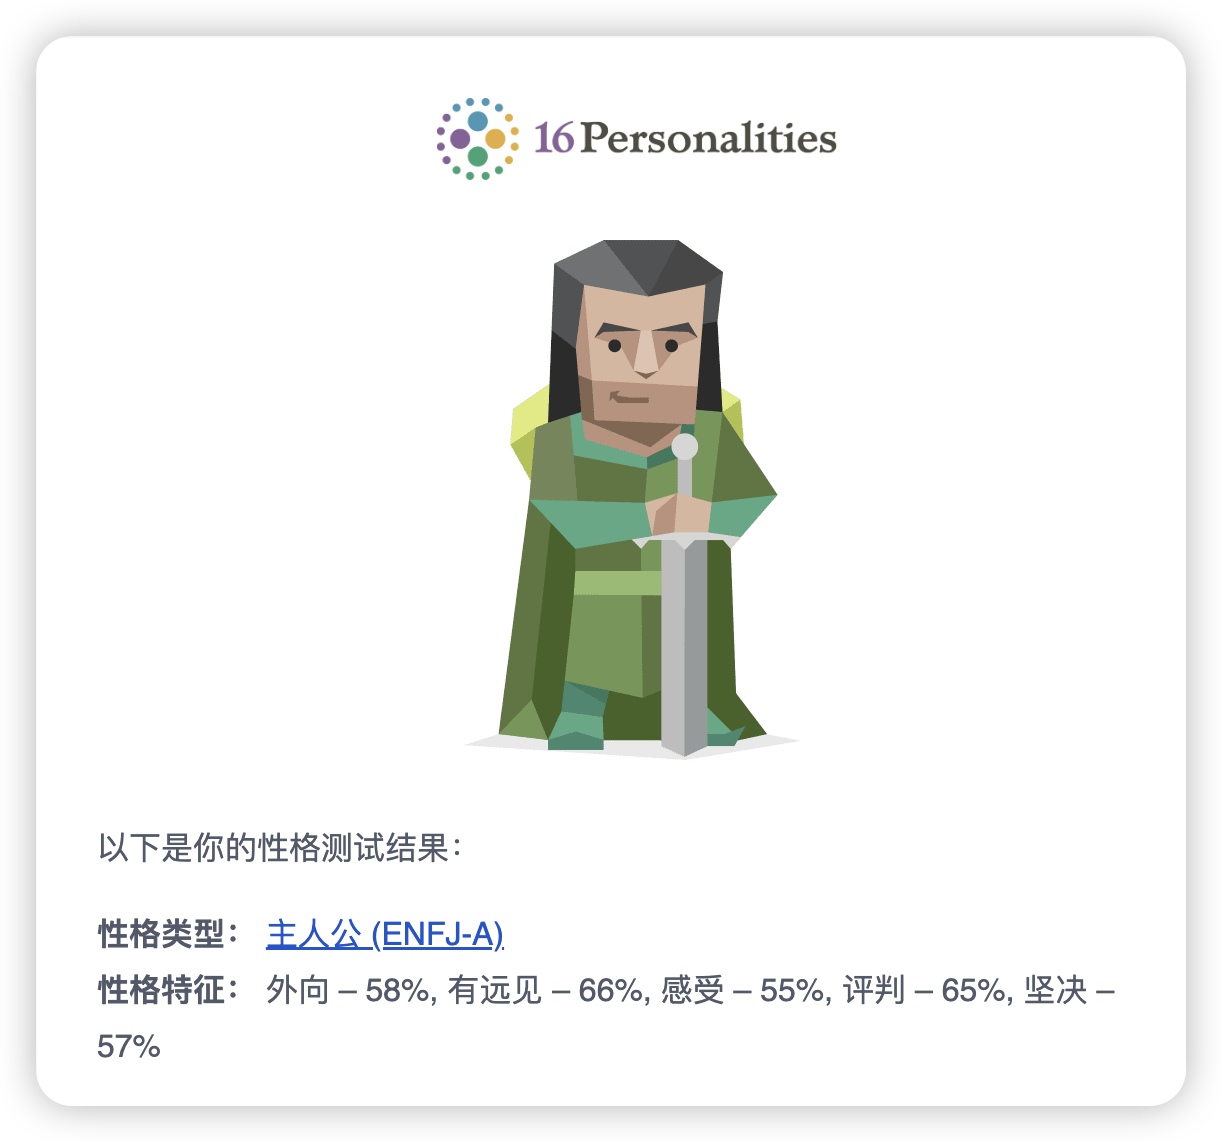 16Personalities
以下是你的性格测试结果：
性格类型： 主人公 (ENFJ-A)
性格特征： 外向 – 58%, 有远见 – 66%, 感受 – 55%, 评判 – 65%, 坚决 –
57%